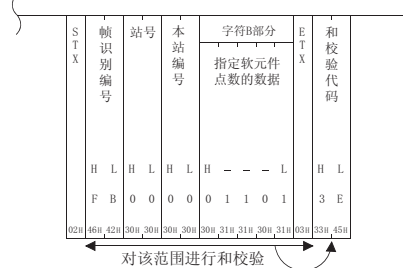 STX 帧识别编号 站号 本站编号 字符B部分 ETX 和校验代码
指定软元件
点数的数据
H L H L H L H — — — L H L
F B 0 0 0 0 0 1 1 0 1 3 E
02H 46H 42H 30H 30H 30H 30H 30H 31H 31H 30H 31H 03H 33H 45H
对该范围进行和校验